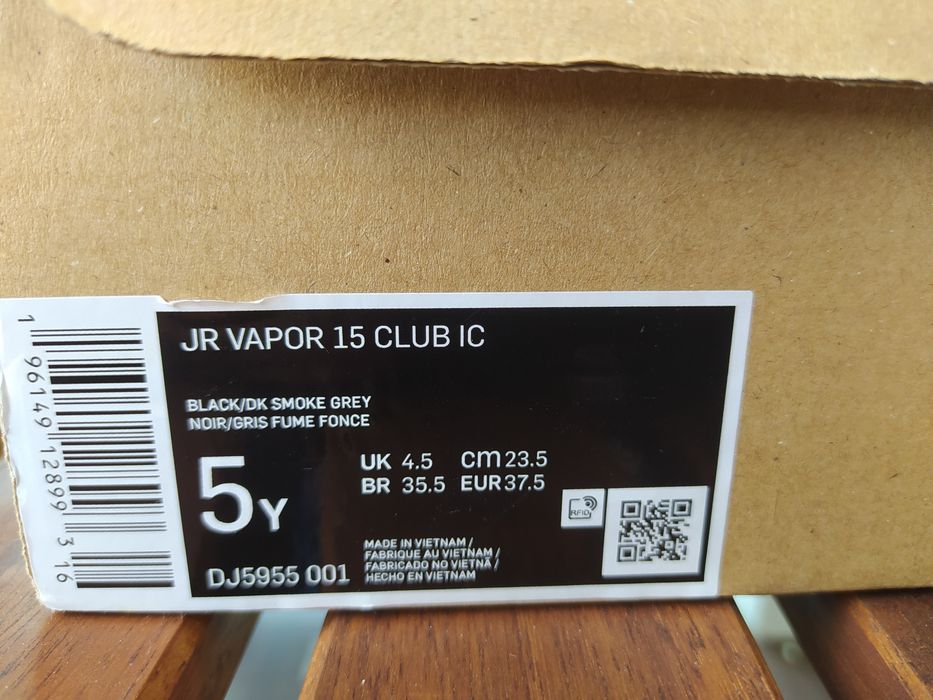 JR VAPOR 15 CLUB IC
BLACK/DK SMOKE GREY
NOIR/GRIS FUME FONCE
5Y
UK 4.5 cm 23.5
BR 35.5 EUR 37.5
RFID
MADE IN VIETNAM /
FABRIQUE AU VIETNAM /
FABRICADO NO VIETNÃ /
HECHO EN VIETNAM
DJ5955 001
1 96149 12899 3 16